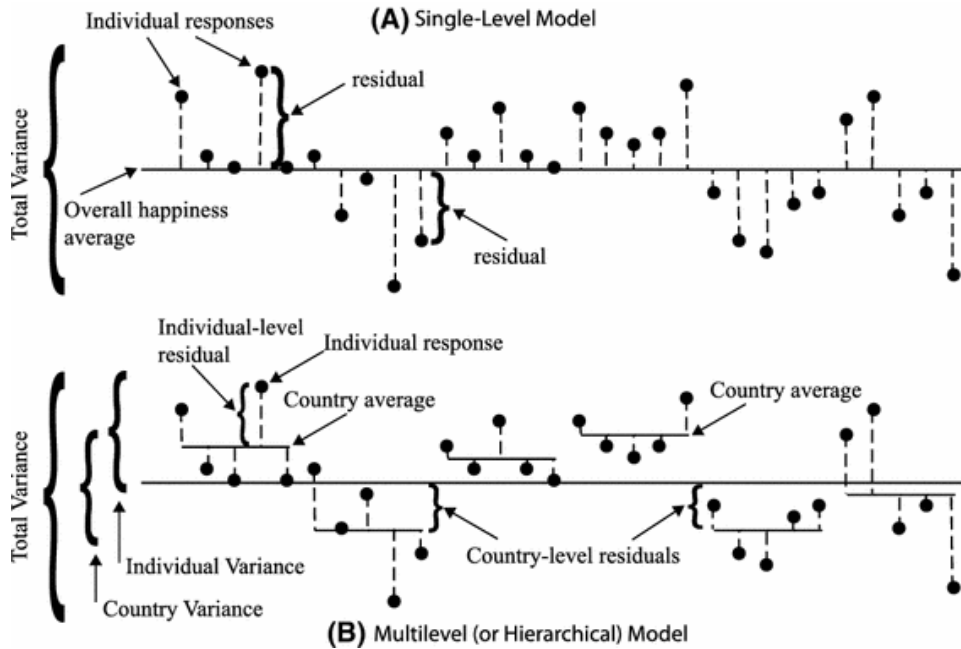 (A) Single-Level Model
Individual responses
residual
Total Variance
Overall happiness
average
residual
Individual-level
residual
Individual response
Country average
Country average
Total Variance
Country-level residuals
Individual Variance
Country Variance
(B) Multilevel (or Hierarchical) Model